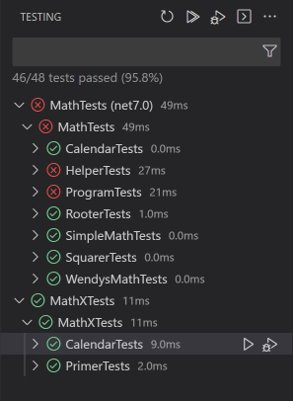 TESTING
46/48 tests passed (95.8%)
MathTests (net7.0) 49ms
MathTests 49ms
CalendarTests 0.0ms
HelperTests 27ms
ProgramTests 21ms
RooterTests 1.0ms
SimpleMathTests 0.0ms
SquarerTests 0.0ms
WendysMathTests 0.0ms
MathXTests 11ms
MathXTests 11ms
CalendarTests 9.0ms
PrimerTests 2.0ms